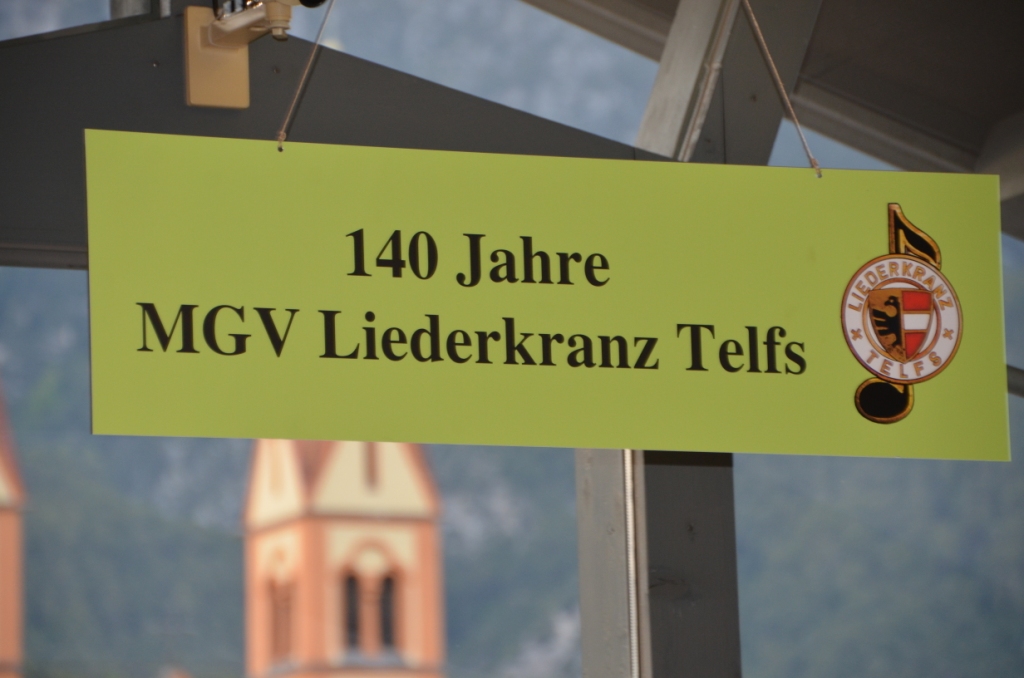 140 Jahre
MGV Liederkranz Telfs
LIEDERKRANZ
TELFS